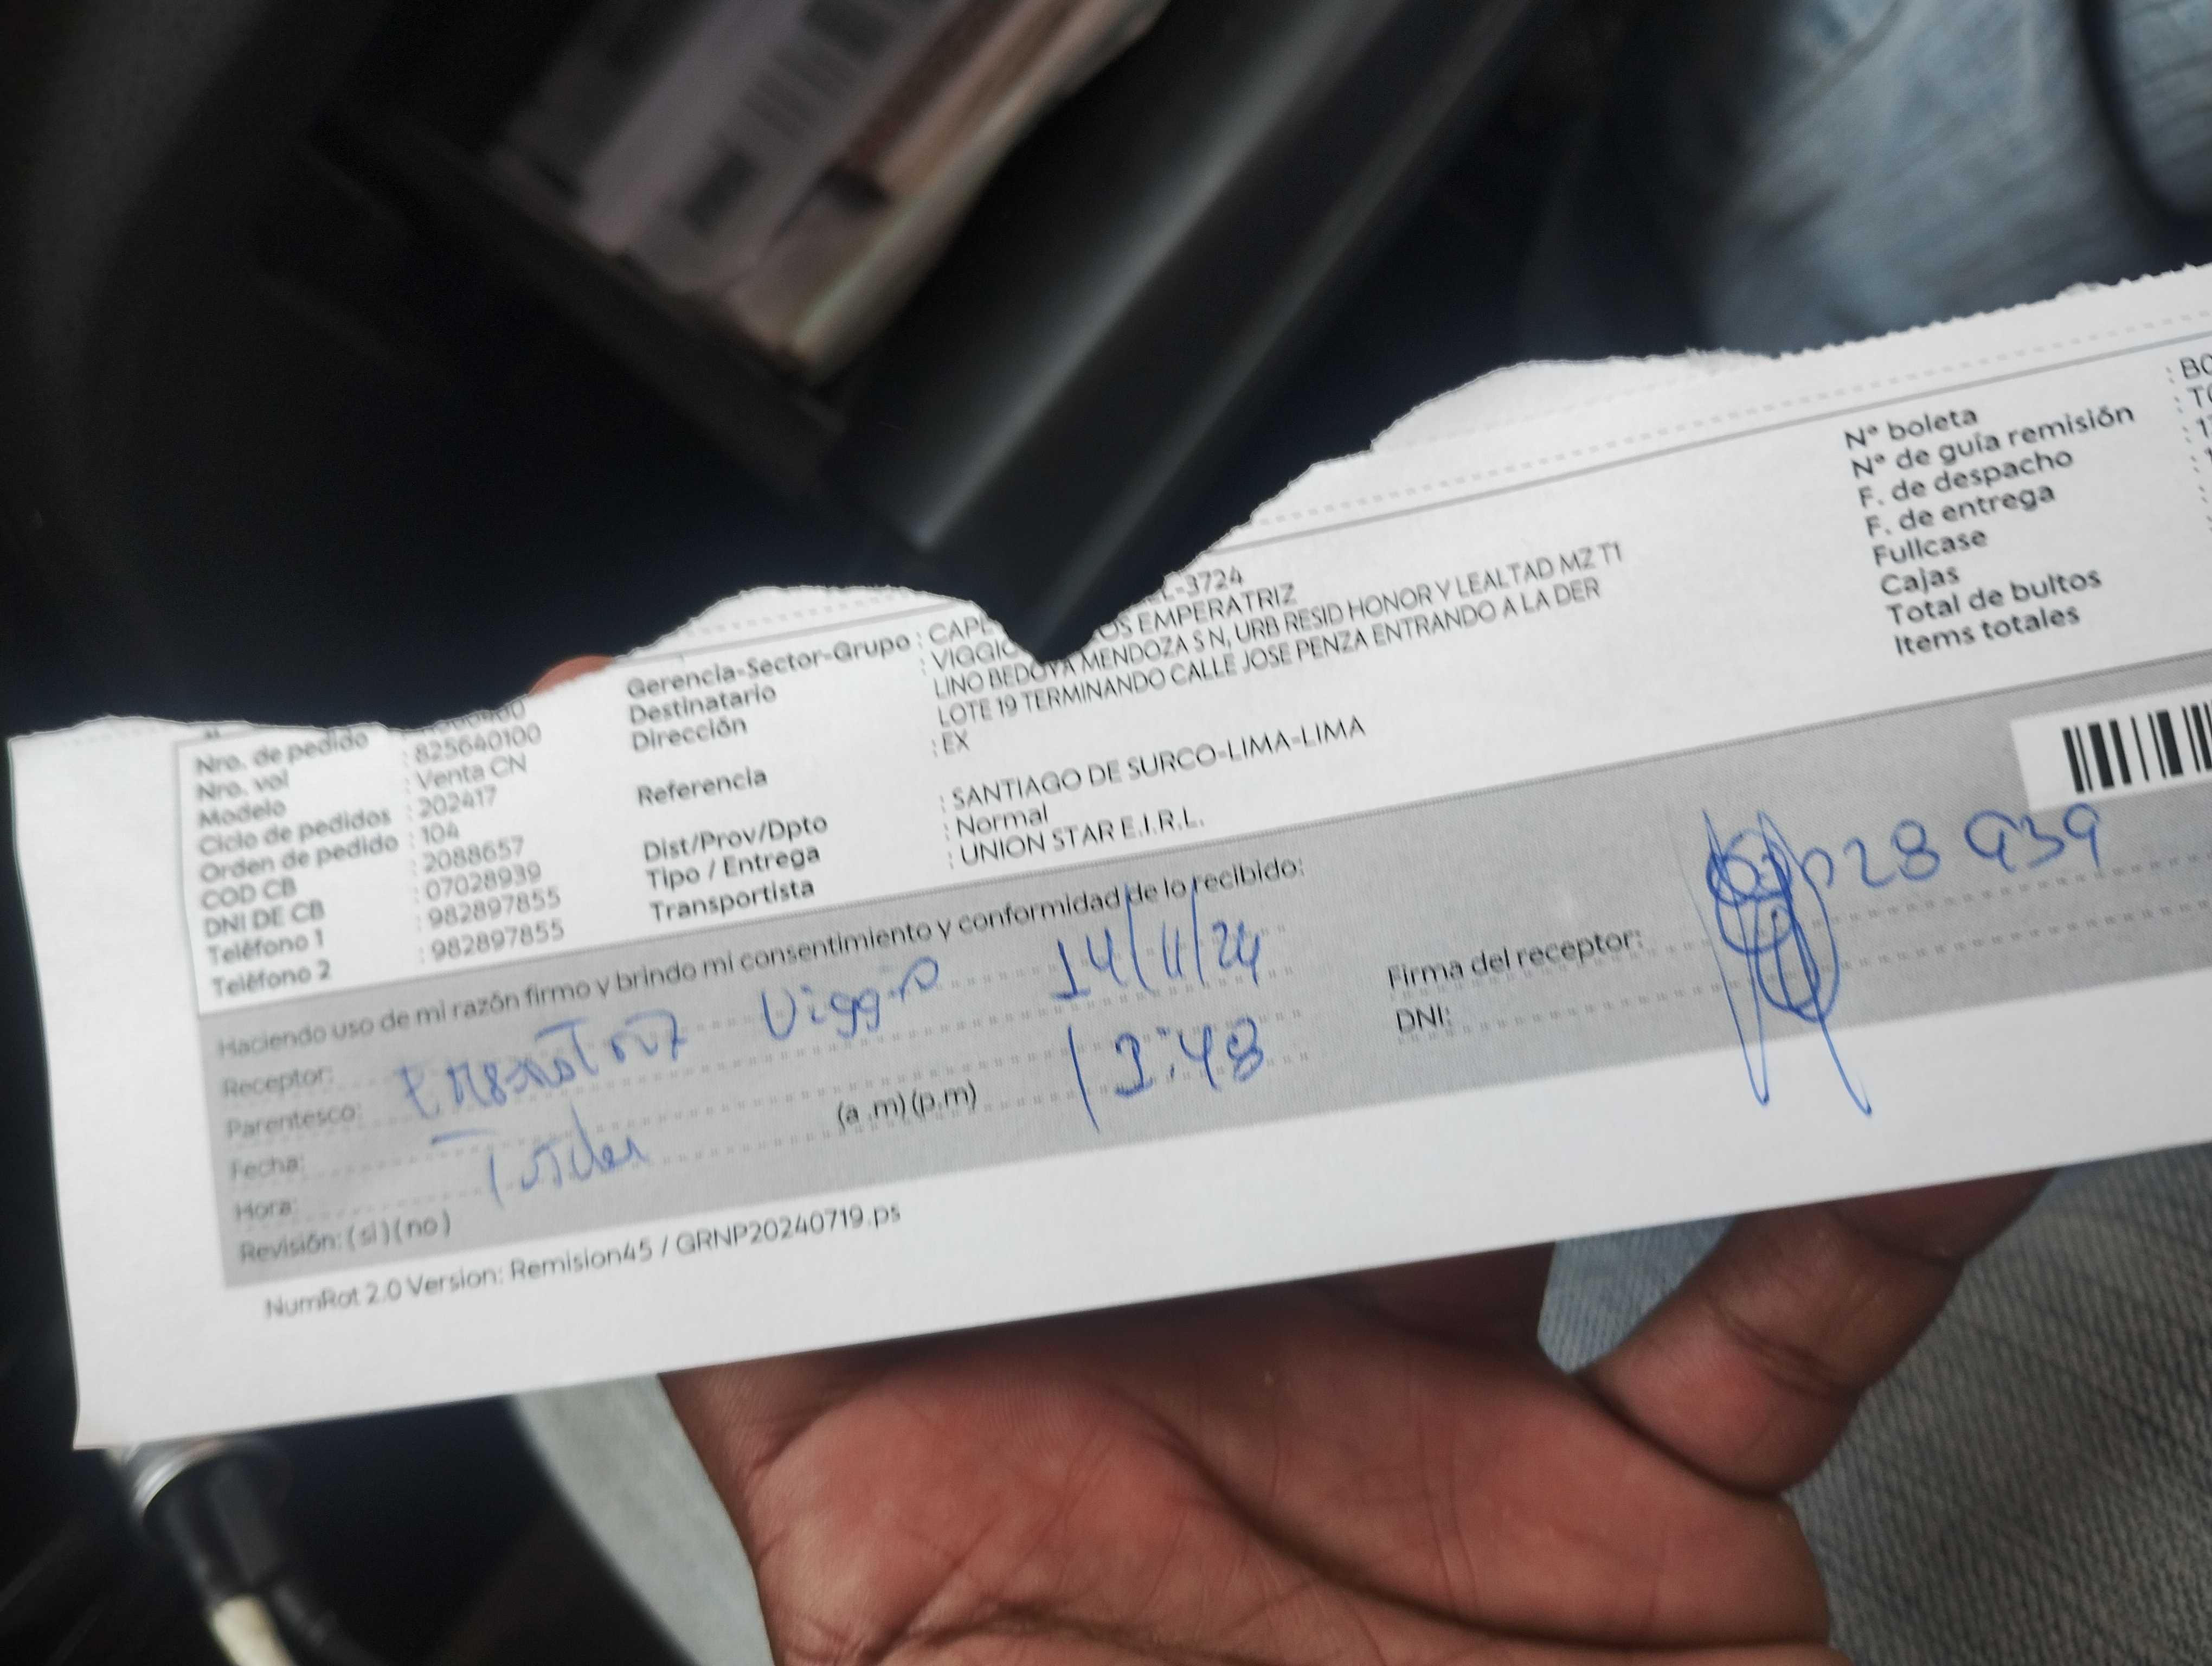 Nro. de pedido
Nro. vol : 825640100
Modelo : Venta CN
Ciclo de pedidos : 202417
Orden de pedido : 104
COD CB : 2088657
DNI DE CB : 07028939
Teléfono 1 : 982897855
Teléfono 2 : 982897855
Gerencia-Sector-Grupo : CAPE -3724
Destinatario : VIGGIO OS EMPERATRIZ
Dirección : LINO BEDOYA MENDOZA S N, URB RESID HONOR Y LEALTAD MZ T1
LOTE 19 TERMINANDO CALLE JOSE PENZA ENTRANDO A LA DER
Referencia : EX
Dist/Prov/Dpto : SANTIAGO DE SURCO-LIMA-LIMA
Tipo / Entrega : Normal
Transportista : UNION STAR E.I.R.L.
N° boleta : BO
N° de guía remisión
F. de despacho
F. de entrega
Fullcase
Cajas
Total de bultos
Items totales
Haciendo uso de mi razón firmo y brindo mi consentimiento y conformidad de lo recibido:
Receptor: Viggio
Parentesco:
Fecha: 14/11/24
Hora: (a .m) (p.m) :48
Revisión: (si) (no)
Firma del receptor:
DNI: 028939
NumRot 2.0 Version: Remision45 / GRNP20240719.ps